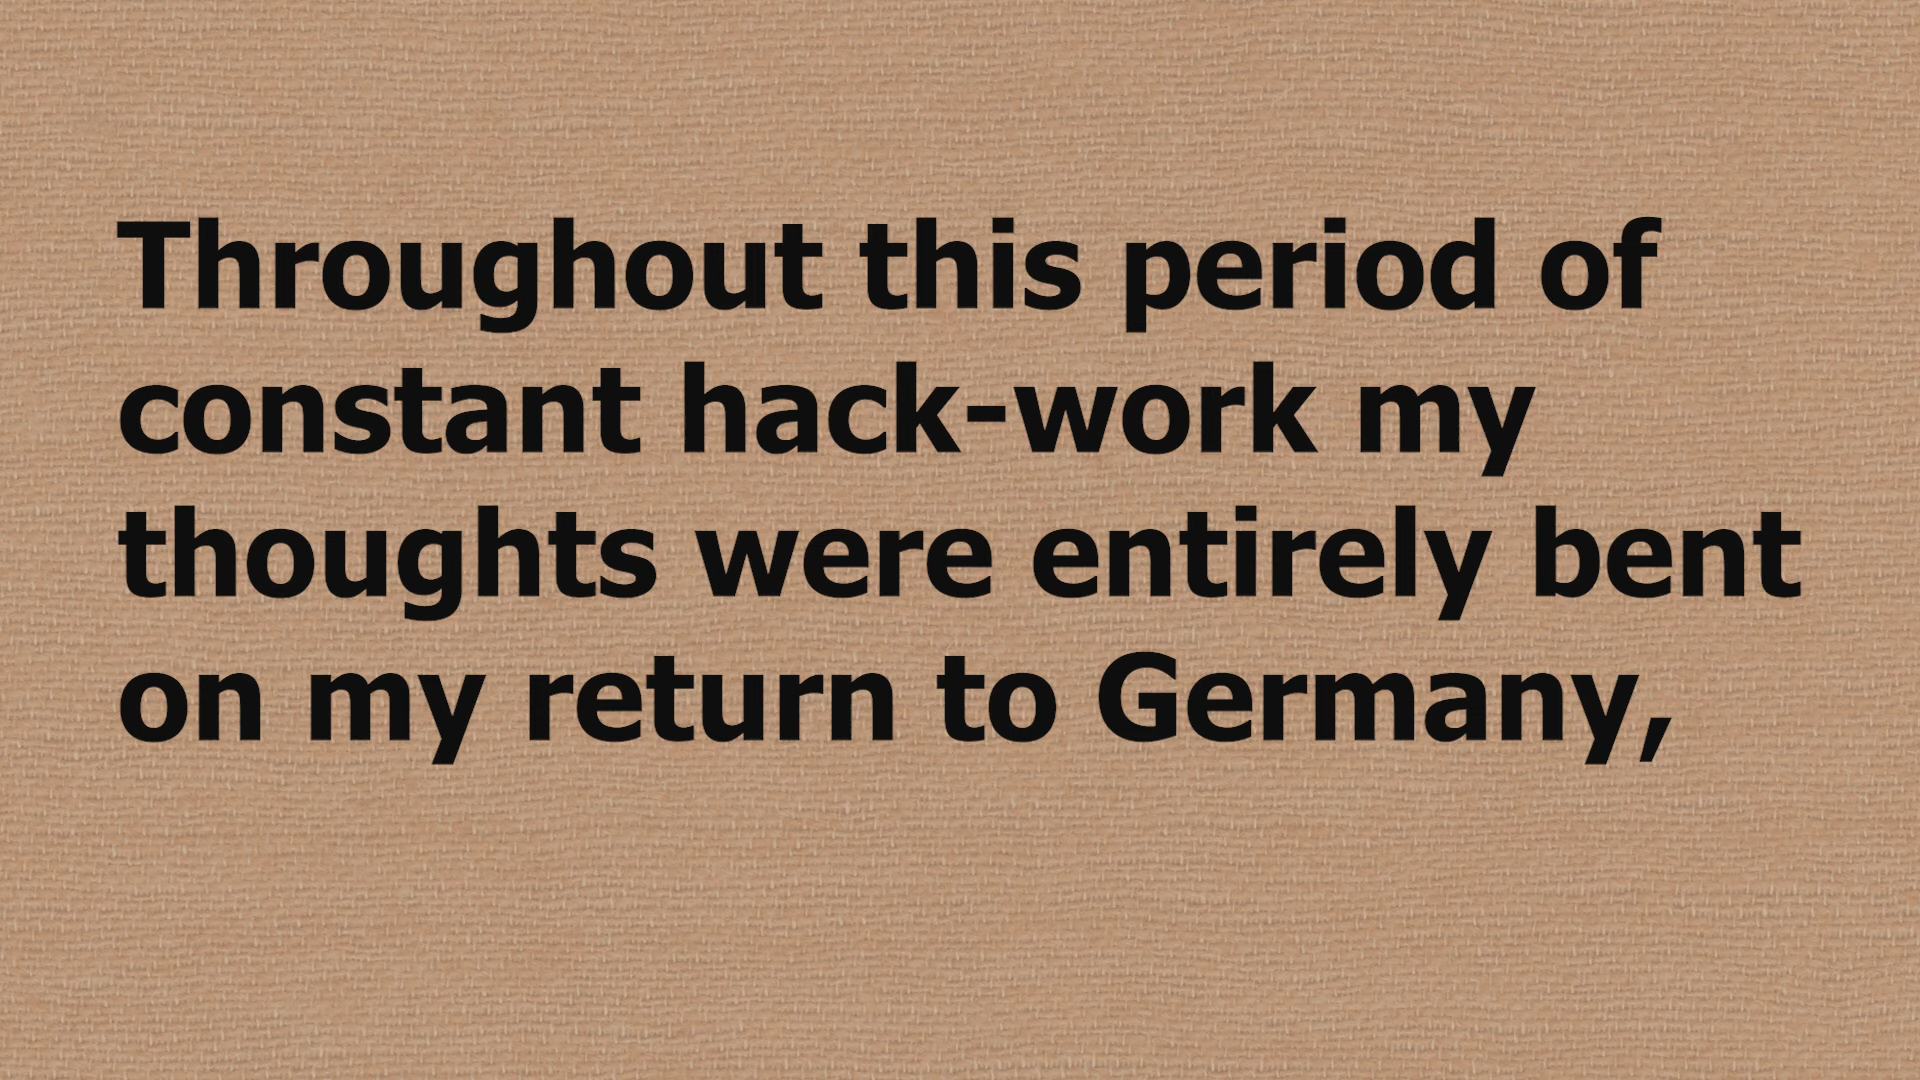 Throughout this period of
constant hack-work my
thoughts were entirely bent
on my return to Germany,